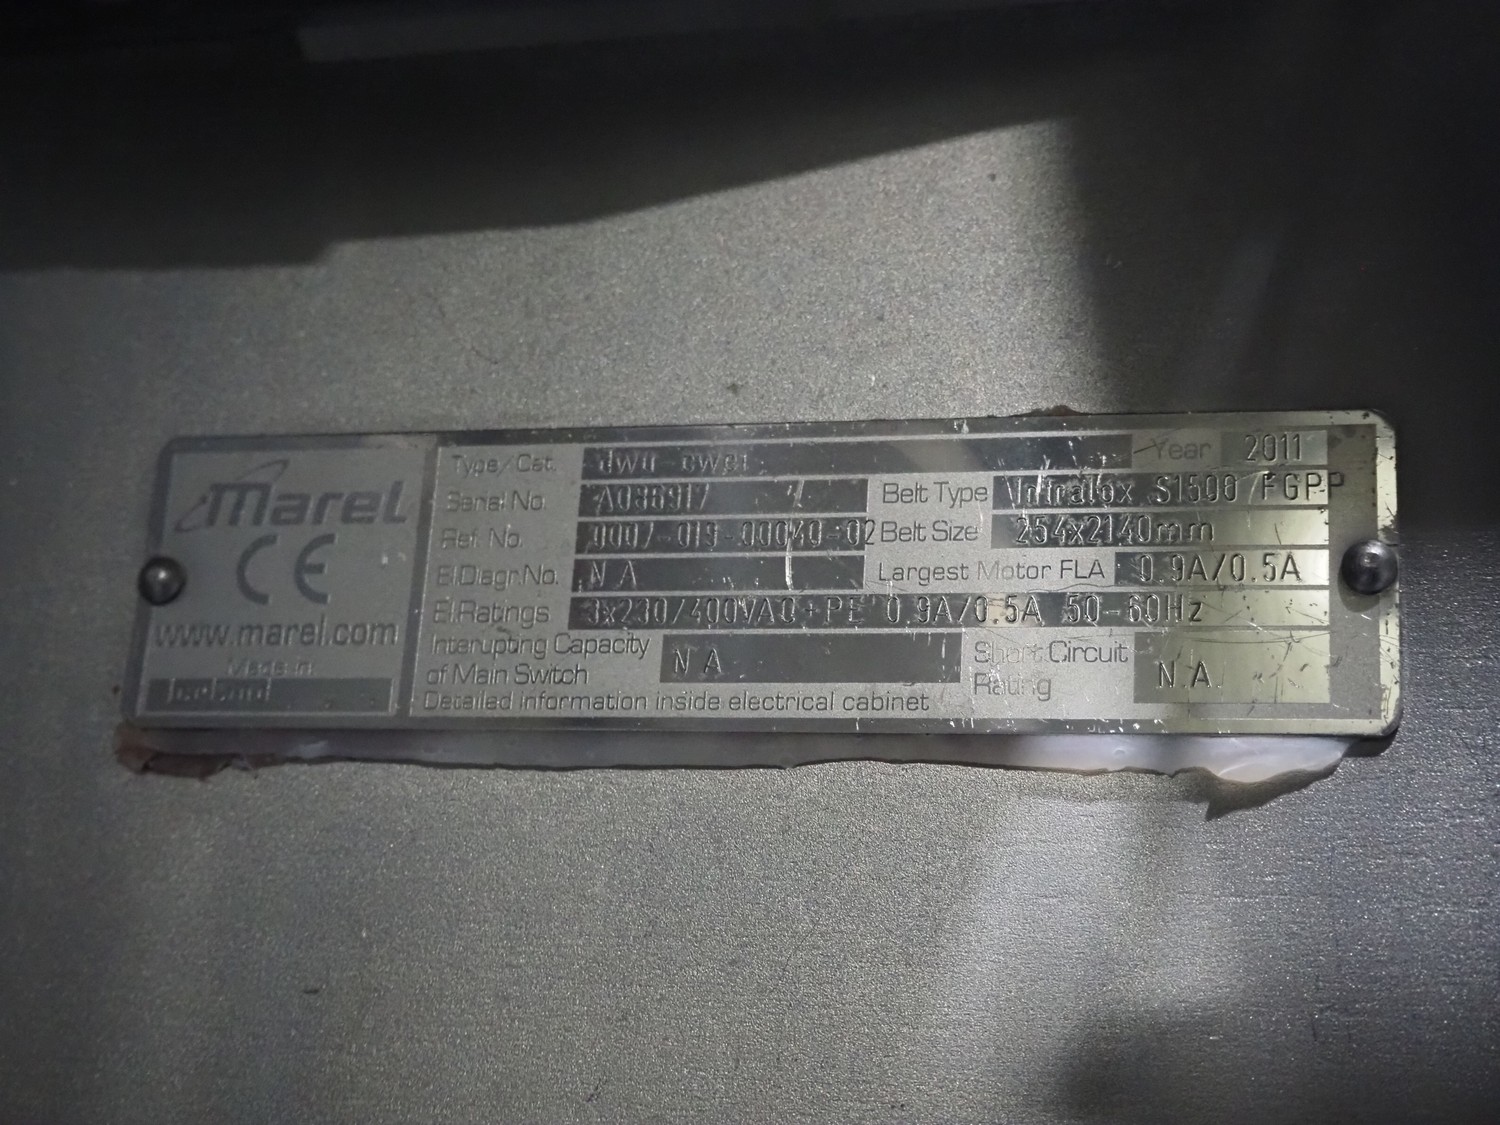 marel
CE
www.marel.com
Made in
Type/Cat.
Year 2011
Serial No. A086917
Belt Type Intralox S1500 FGPP
Ref. No. 9007-019-00040-02
Belt Size 254x2140mm
El.Diagr.No. N A
Largest Motor FLA 0.9A/0.5A
El.Ratings 3x230/400VAC+PE 0.9A/0.5A 50-60Hz
Interupting Capacity
of Main Switch N A
Short Circuit
Rating N.A.
Detailed information inside electrical cabinet